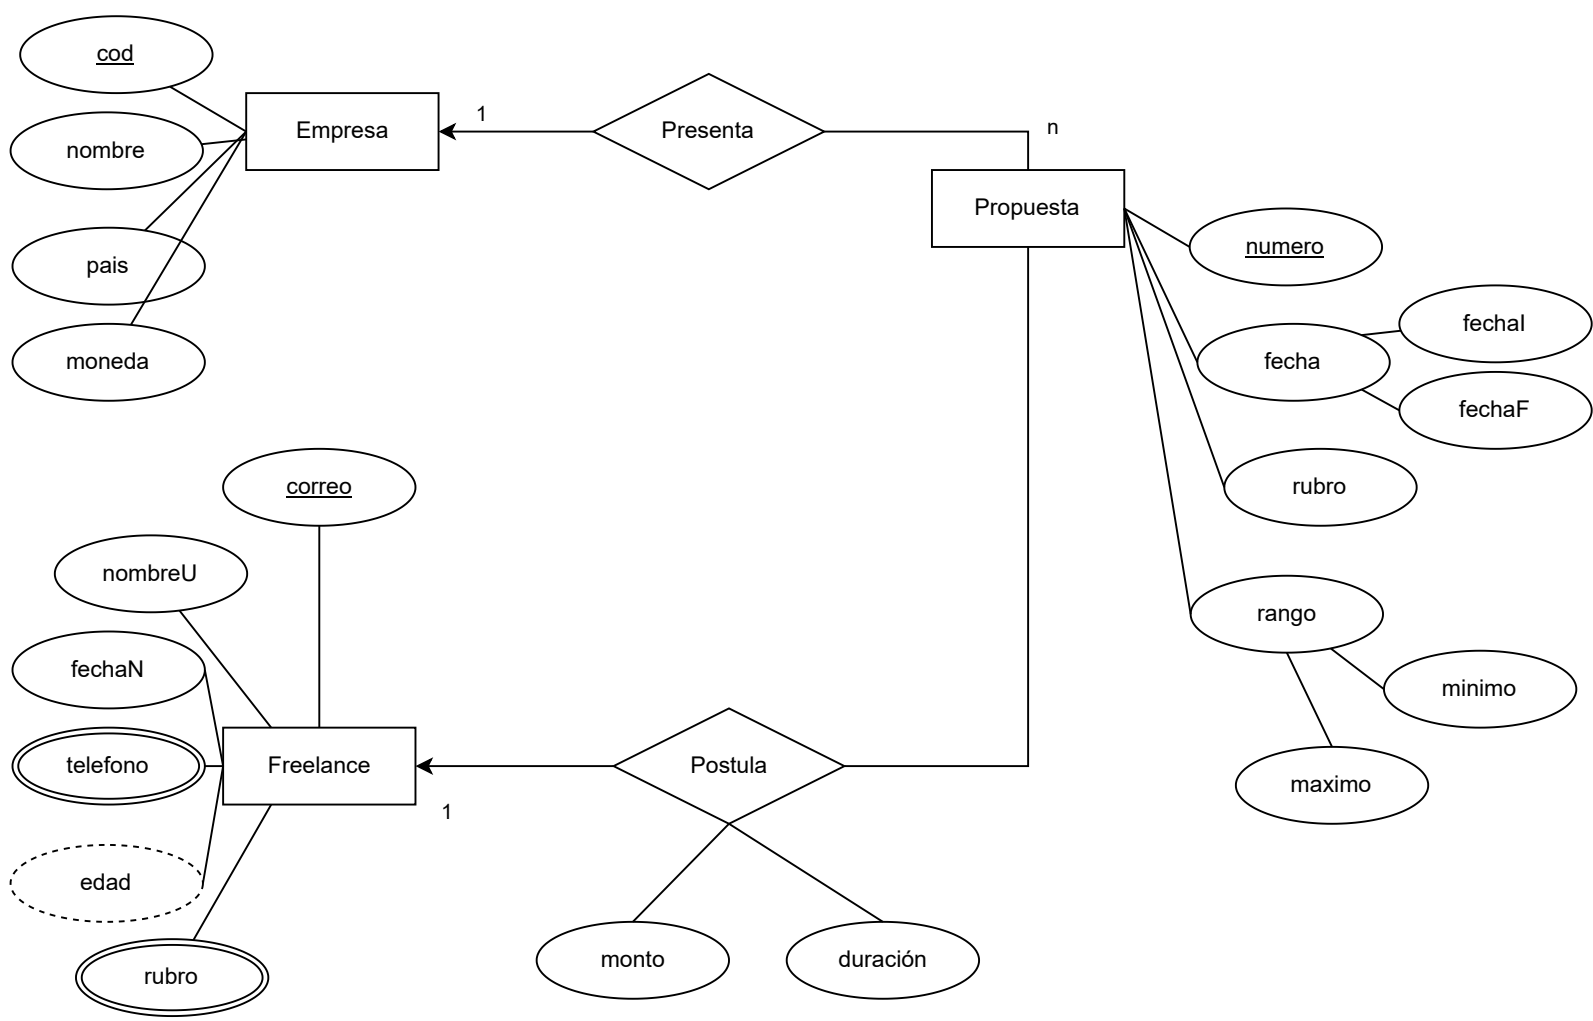 cod
nombre
pais
moneda
Empresa
1
Presenta
n
Propuesta
numero
fecha
fechaI
fechaF
rubro
rango
minimo
maximo
correo
nombreU
fechaN
telefono
edad
rubro
Freelance
1
Postula
monto
duración